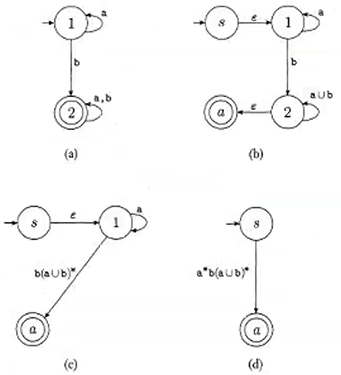 1 a
b
2 a,b
(a)
s ε 1 a
b
a ε 2 a∪b
(b)
s ε 1 a
b(a∪b)*
a
(c)
s
a*b(a∪b)*
a
(d)